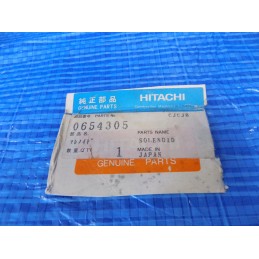 純正部品
GENUINE PARTS
HITACHI
PARTS No.
0654305
PARTS NAME
SOLENOID
1
MADE IN
JAPAN
GENUINE PARTS